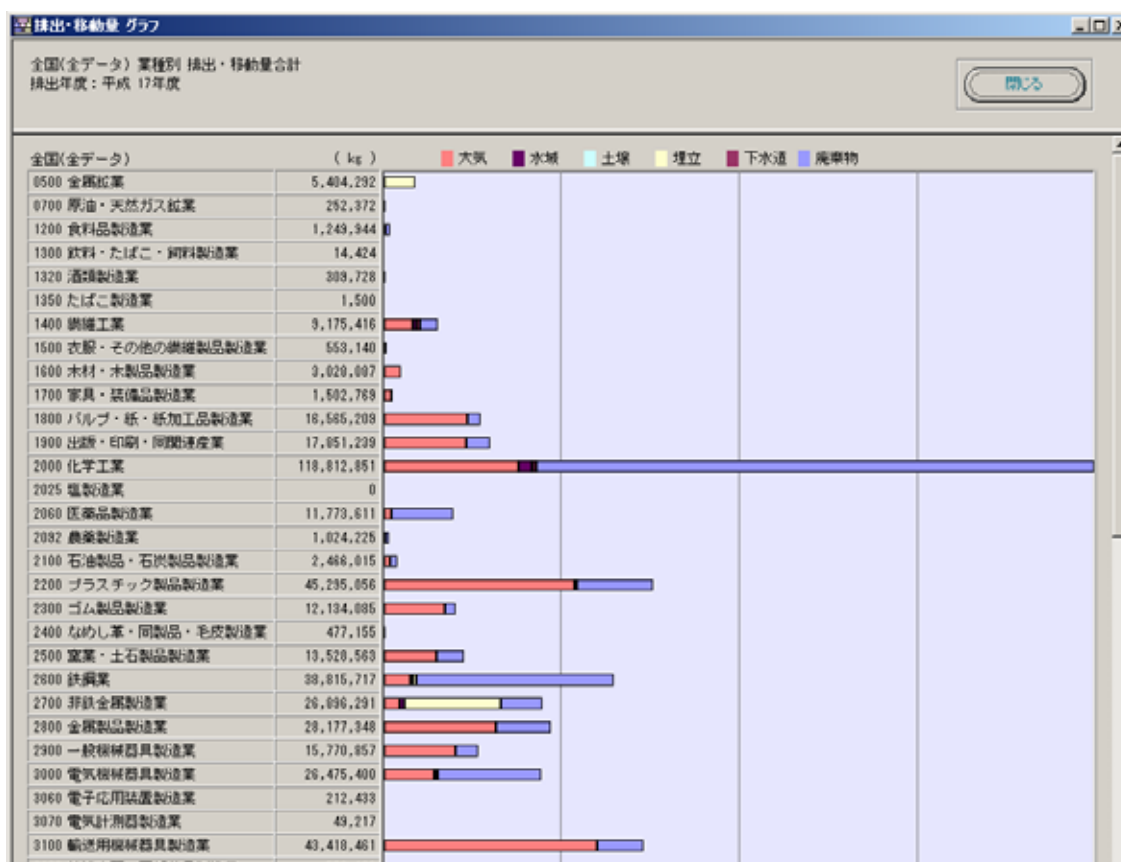 排出・移動量 グラフ
全国(全データ) 業種別 排出・移動量合計
排出年度：平成 17年度
閉じる
全国(全データ) ( kg ) 大気 水域 土壌 埋立 下水道 廃棄物
0500 金属鉱業 5,404,292
0700 原油・天然ガス鉱業 252,372
1200 食料品製造業 1,249,944
1300 飲料・たばこ・飼料製造業 14,424
1320 酒類製造業 309,728
1350 たばこ製造業 1,500
1400 繊維工業 9,175,416
1500 衣服・その他の繊維製品製造業 553,140
1600 木材・木製品製造業 3,020,087
1700 家具・装備品製造業 1,502,769
1800 パルプ・紙・紙加工品製造業 16,565,209
1900 出版・印刷・同関連産業 17,851,239
2000 化学工業 118,812,851
2025 塩製造業 0
2060 医薬品製造業 11,773,611
2092 農薬製造業 1,024,225
2100 石油製品・石炭製品製造業 2,466,015
2200 プラスチック製品製造業 45,295,056
2300 ゴム製品製造業 12,134,085
2400 なめし革・同製品・毛皮製造業 477,155
2500 窯業・土石製品製造業 13,528,563
2600 鉄鋼業 38,815,717
2700 非鉄金属製造業 26,896,291
2800 金属製品製造業 28,177,348
2900 一般機械器具製造業 15,770,857
3000 電気機械器具製造業 26,475,400
3060 電子応用装置製造業 212,433
3070 電気計測器製造業 49,217
3100 輸送用機械器具製造業 43,418,461